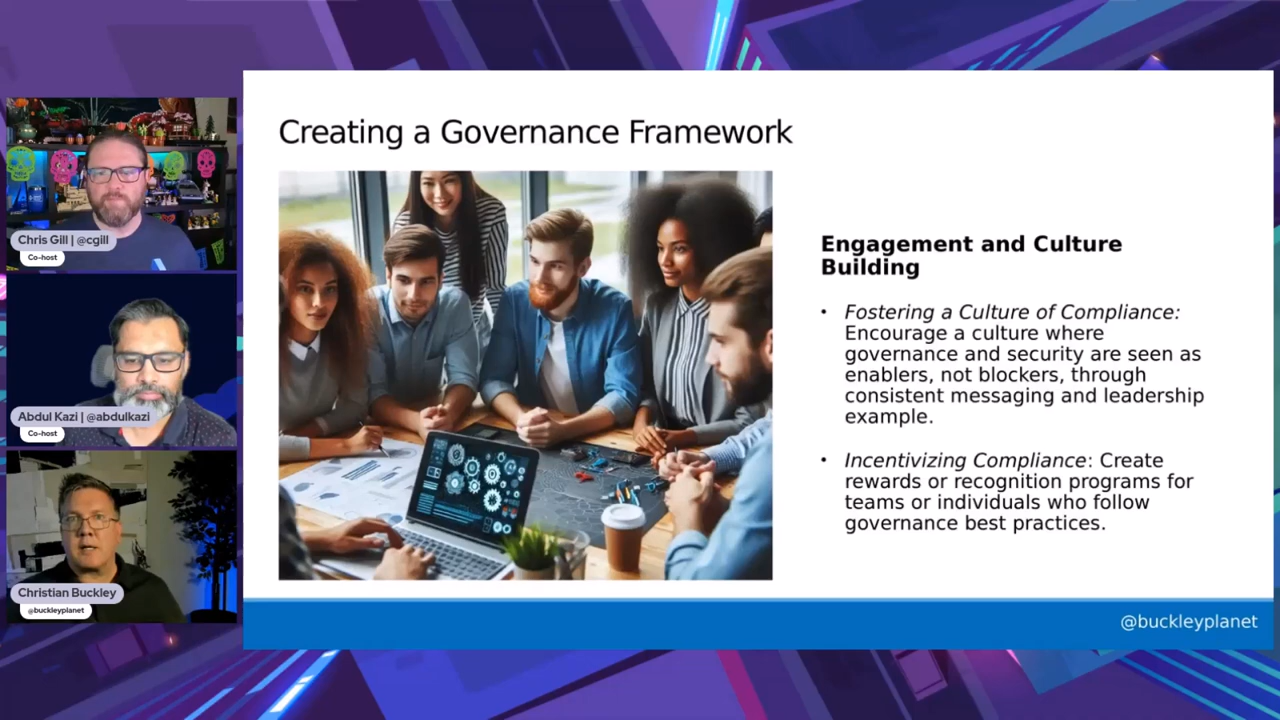 Creating a Governance Framework
Chris Gill | @cgill
Co-host
Abdul Kazi | @abdulkazi
Co-host
Christian Buckley
@buckleyplanet
Engagement and Culture
Building
• Fostering a Culture of Compliance:
Encourage a culture where
governance and security are seen as
enablers, not blockers, through
consistent messaging and leadership
example.
• Incentivizing Compliance: Create
rewards or recognition programs for
teams or individuals who follow
governance best practices.
@buckleyplanet